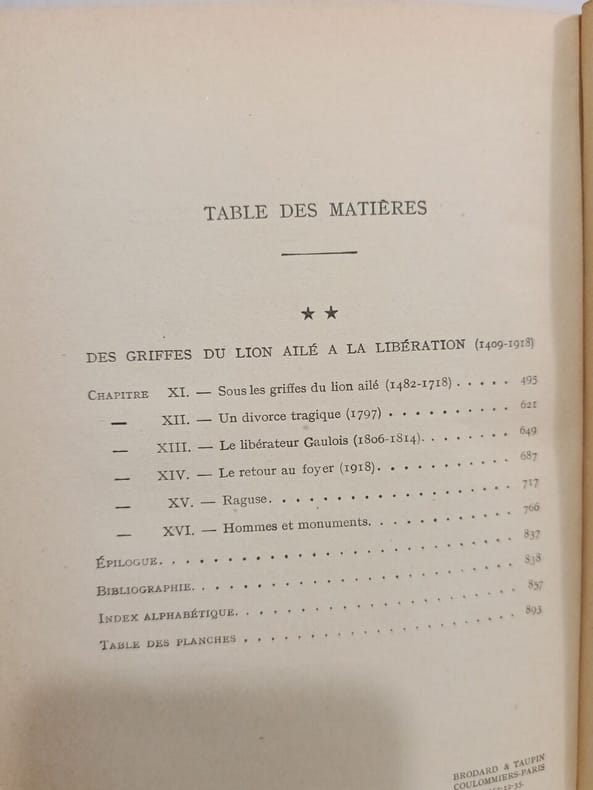 TABLE DES MATIÈRES
★ ★
DES GRIFFES DU LION AILÉ A LA LIBÉRATION (1409-1918)
CHAPITRE XI. — Sous les griffes du lion ailé (1482-1718) . . . . . 495
— XII. — Un divorce tragique (1797) . . . . . . . . . . 621
— XIII. — Le libérateur Gaulois (1806-1814). . . . . . . 649
— XIV. — Le retour au foyer (1918). . . . . . . . . . . 687
— XV. — Raguse. . . . . . . . . . . . . . . . . . . . 717
— XVI. — Hommes et monuments. . . . . . . . . . . . 766
ÉPILOGUE. . . . . . . . . . . . . . . . . . . . . . . . . . 837
BIBLIOGRAPHIE. . . . . . . . . . . . . . . . . . . . . . . 838
INDEX ALPHABÉTIQUE. . . . . . . . . . . . . . . . . . . . 857
TABLE DES PLANCHES . . . . . . . . . . . . . . . . . . . . 893
BRODARD & TAUPIN
COULOMMIERS-PARIS